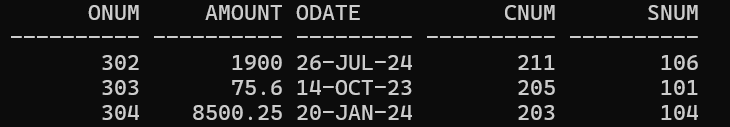 ONUM AMOUNT ODATE CNUM SNUM
---------- ---------- --------- ---------- ----------
302 1900 26-JUL-24 211 106
303 75.6 14-OCT-23 205 101
304 8500.25 20-JAN-24 203 104